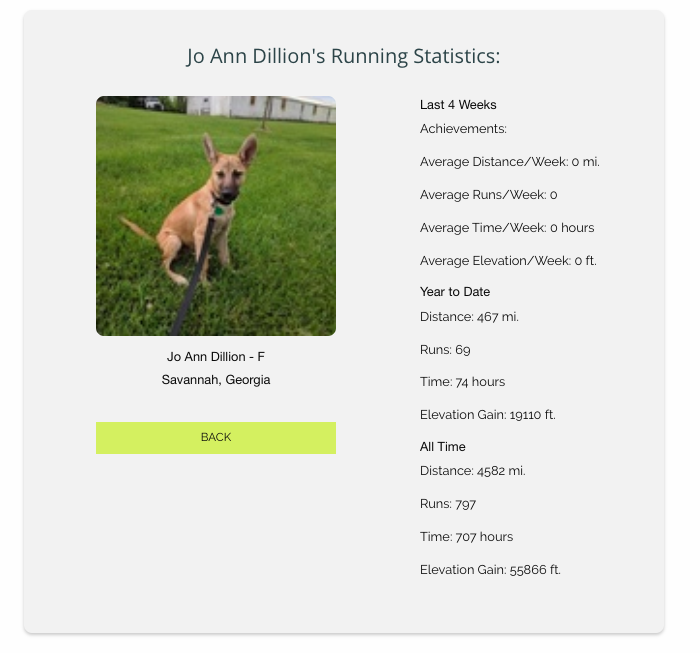 Jo Ann Dillion's Running Statistics:
Jo Ann Dillion - F
Savannah, Georgia
BACK
Last 4 Weeks
Achievements:
Average Distance/Week: 0 mi.
Average Runs/Week: 0
Average Time/Week: 0 hours
Average Elevation/Week: 0 ft.
Year to Date
Distance: 467 mi.
Runs: 69
Time: 74 hours
Elevation Gain: 19110 ft.
All Time
Distance: 4582 mi.
Runs: 797
Time: 707 hours
Elevation Gain: 55866 ft.